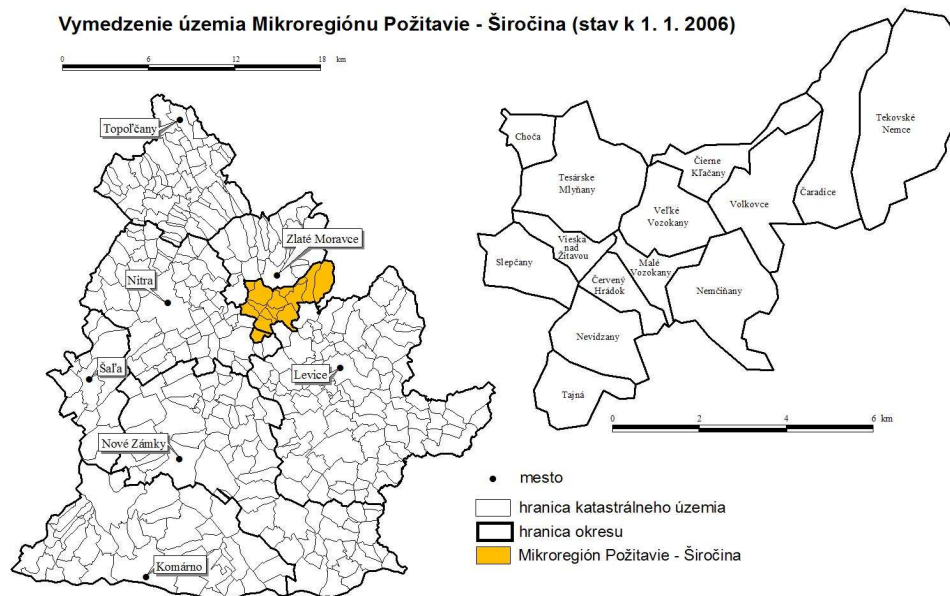 Vymedzenie územia Mikroregiónu Požitavie - Širočina (stav k 1. 1. 2006)
0 6 12 18 km
Topoľčany
Zlaté Moravce
Nitra
Šaľa
Levice
Nové Zámky
Komárno
Choča
Tekovské
Nemce
Tesárske
Mlyňany
Čierne
Kľačany
Čaradice
Volkovce
Veľké
Vozokany
Slepčany
Vieska
nad
Žitavou
Malé
Vozokany
Červený
Hrádok
Nemčiňany
Nevidzany
Tajná
0 2 4 6 km
mesto
hranica katastrálneho územia
hranica okresu
Mikroregión Požitavie - Širočina